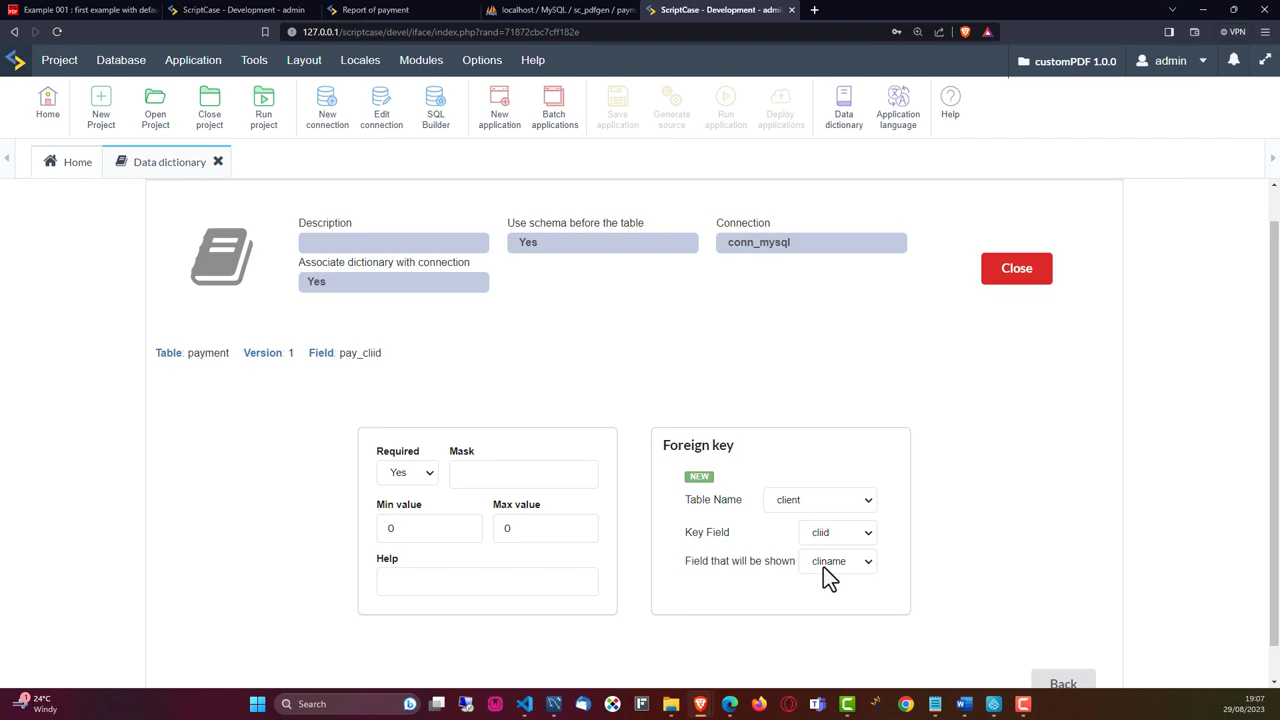 Example 001 : first example with defau
ScriptCase - Development - admin
Report of payment
localhost / MySQL / sc_pdfgen / paym
ScriptCase - Development - admi
127.0.0.1/scriptcase/devel/iface/index.php?rand=71872cbc7cff182e
VPN
Project
Database
Application
Tools
Layout
Locales
Modules
Options
Help
customPDF 1.0.0
admin
Home
New Project
Open Project
Close project
Run project
New connection
Edit connection
SQL Builder
New application
Batch applications
Save application
Generate source
Run application
Deploy applications
Data dictionary
Application language
Help
Home
Data dictionary
Description
Use schema before the table
Connection
Yes
conn_mysql
Associate dictionary with connection
Yes
Close
Table: payment Version: 1 Field: pay_cliid
Required
Mask
Yes
Min value
Max value
0
0
Help
Foreign key
NEW
Table Name
client
Key Field
cliid
Field that will be shown
cliname
Back
1
24°C
Windy
Search
19:07
29/08/2023